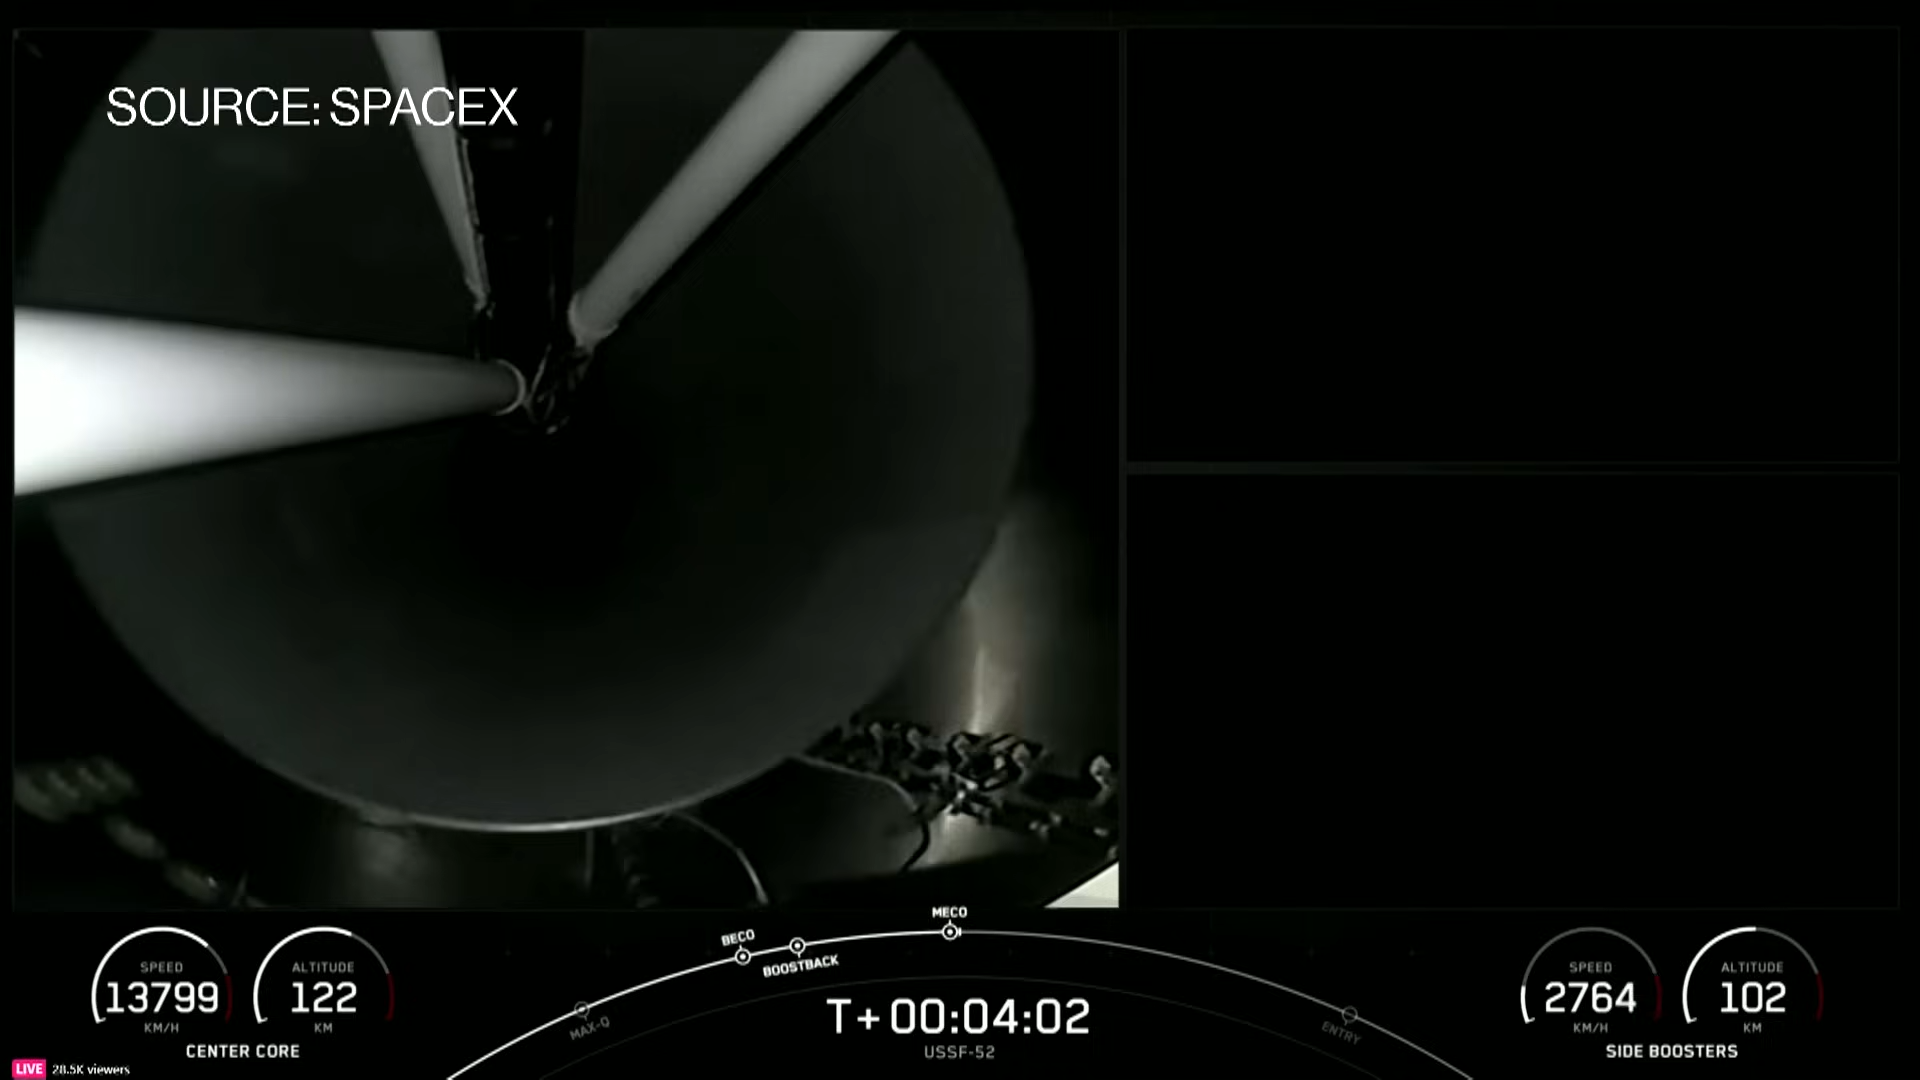 SOURCE: SPACEX
MECO
BECO
BOOSTBACK
MAX-Q
ENTRY
SPEED
13799
KM/H
ALTITUDE
122
KM
CENTER CORE
T+00:04:02
USSF-52
SPEED
2764
KM/H
ALTITUDE
102
KM
SIDE BOOSTERS
LIVE 28.5K viewers